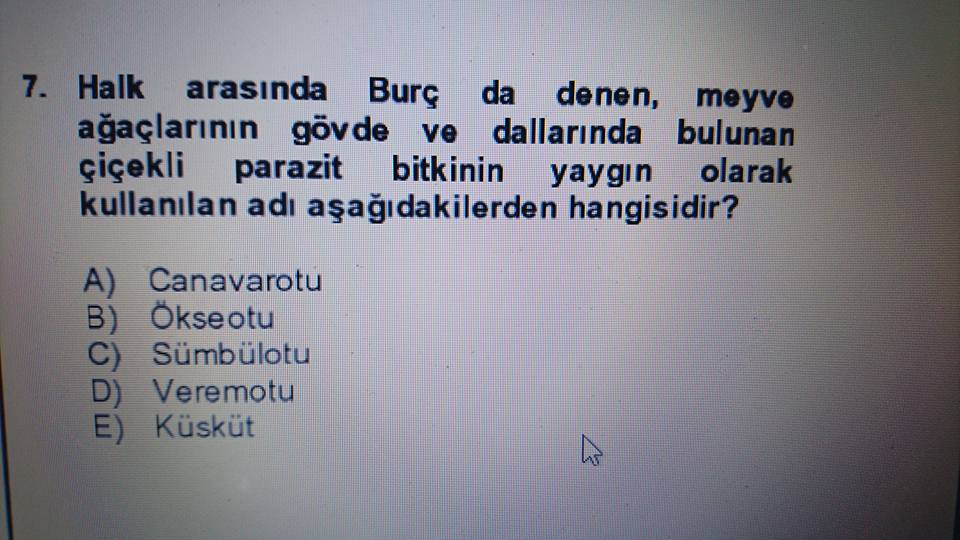 7. Halk arasında Burç da denen, meyve
ağaçlarının gövde ve dallarında bulunan
çiçekli parazit bitkinin yaygın olarak
kullanılan adı aşağıdakilerden hangisidir?
A) Canavarotu
B) Ökseotu
C) Sümbülotu
D) Veremotu
E) Küsküt